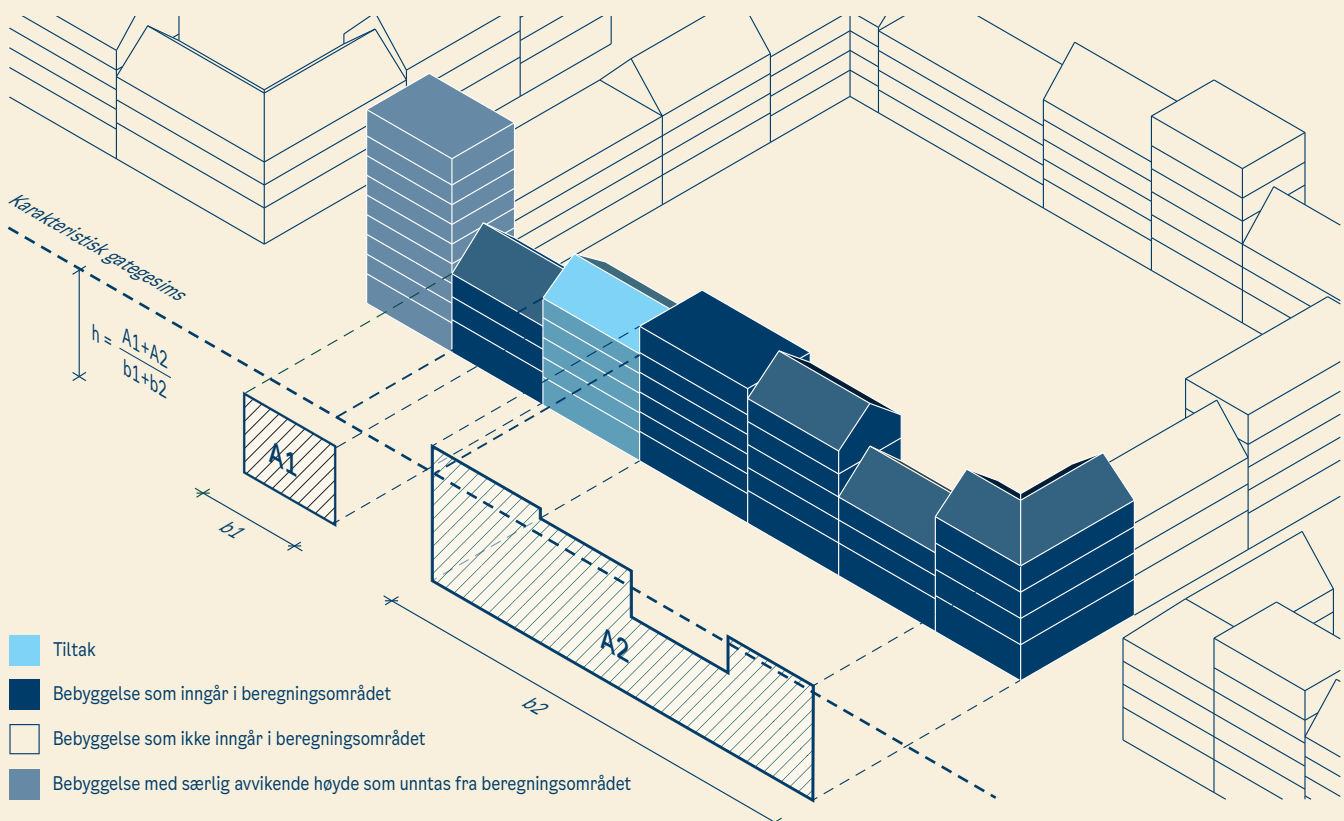 Karakteristisk gategesims
h = A1+A2
b1+b2
A1
b1
A2
b2
Tiltak
Bebyggelse som inngår i beregningsområdet
Bebyggelse som ikke inngår i beregningsområdet
Bebyggelse med særlig avvikende høyde som unntas fra beregningsområdet